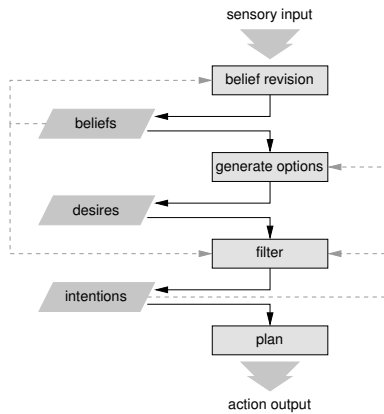 sensory input
belief revision
beliefs
generate options
desires
filter
intentions
plan
action output